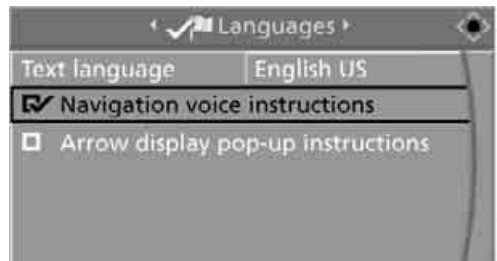 Languages
Text language English US
Navigation voice instructions
Arrow display pop-up instructions